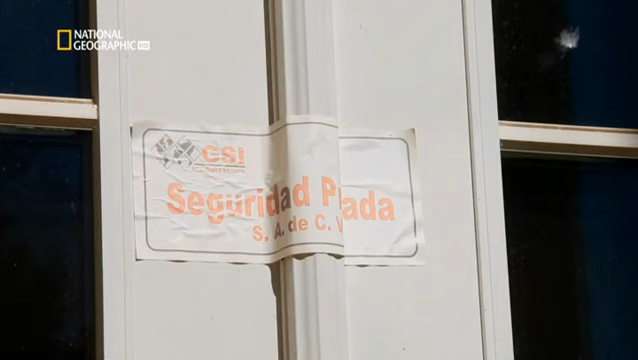 NATIONAL
GEOGRAPHIC HD
CSI
Seguridad P ada
S. A. de C. V